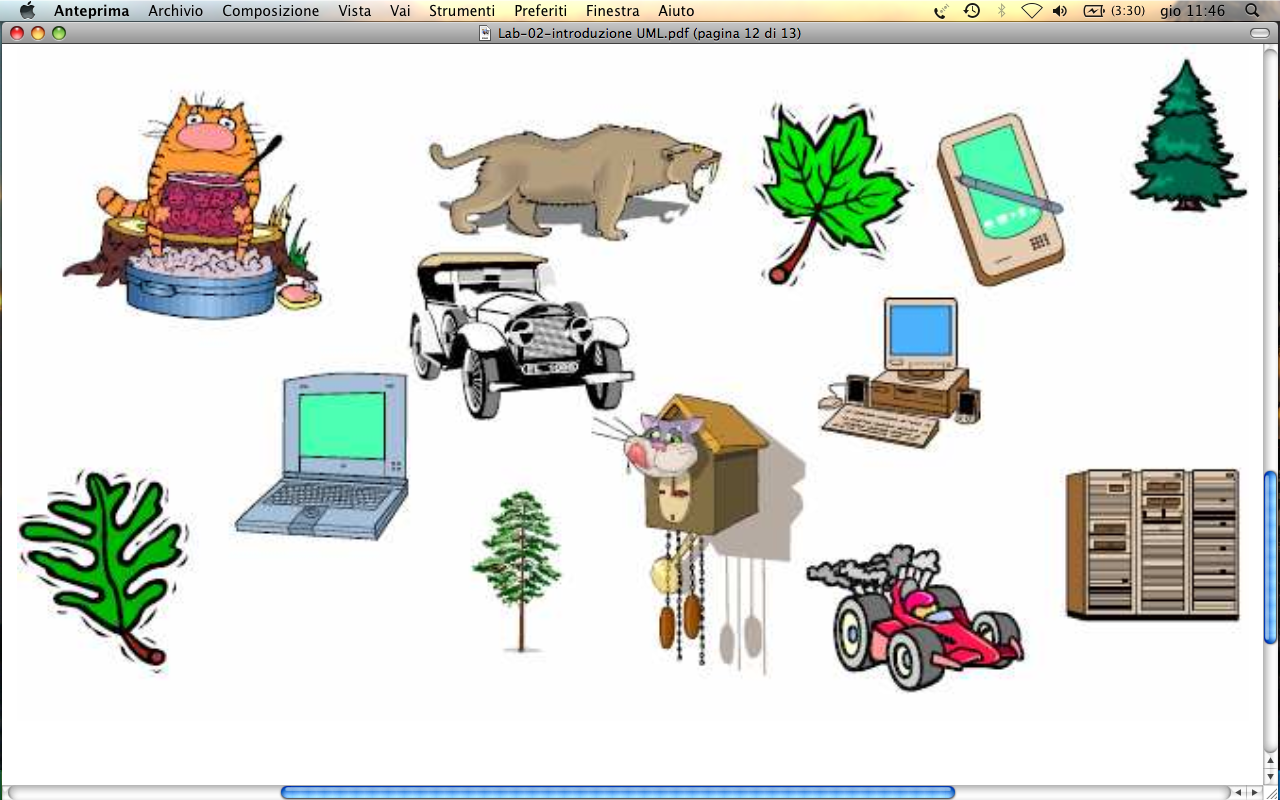 Anteprima Archivio Composizione Vista Vai Strumenti Preferiti Finestra Aiuto (3:30) gio 11:46
Lab-02-introduzione UML.pdf (pagina 12 di 13)